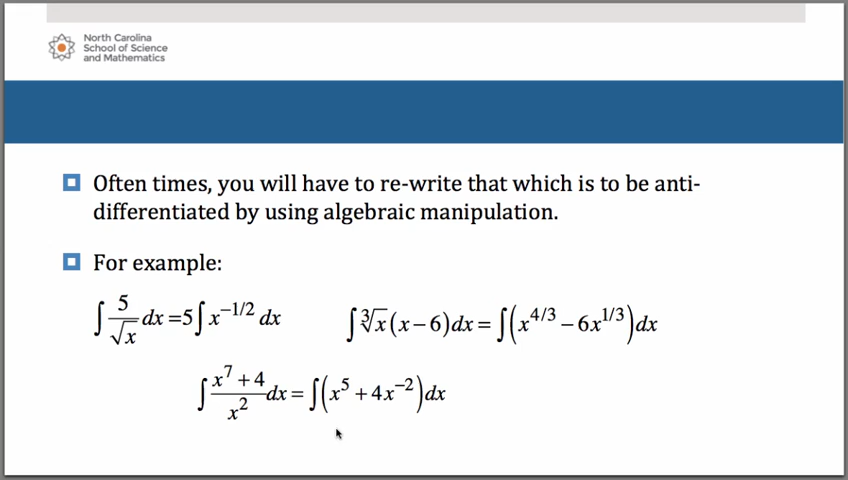 North Carolina
School of Science
and Mathematics
Often times, you will have to re-write that which is to be anti-
differentiated by using algebraic manipulation.
For example:
∫ 5/√x dx =5∫ x^{-1/2} dx
∫ ∛x (x − 6) dx = ∫ (x^{4/3} − 6x^{1/3}) dx
∫ (x^7 + 4)/x^2 dx = ∫ (x^5 + 4x^{-2}) dx